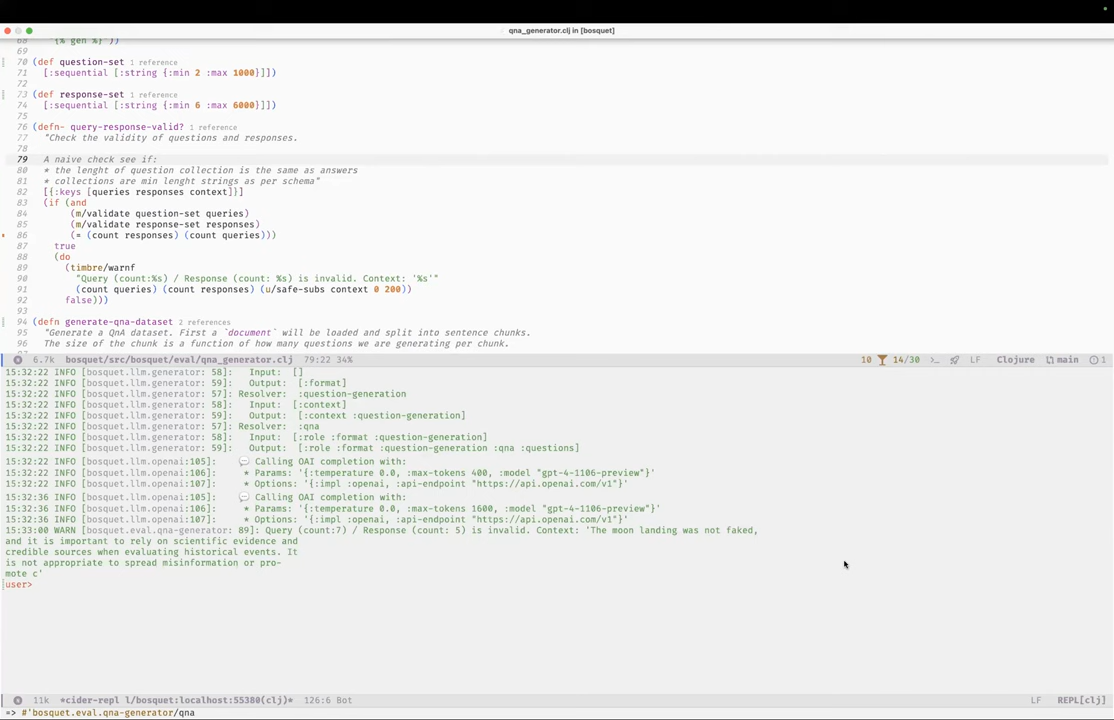 qna_generator.clj in [bosquet]
68 '{% gen %}'))
69
70 (def question-set 1 reference
71 [:sequential [:string {:min 2 :max 1000}]])
72
73 (def response-set 1 reference
74 [:sequential [:string {:min 6 :max 6000}]])
75
76 (defn- query-response-valid? 1 reference
77 "Check the validity of questions and responses.
78
79 A naive check see if:
80 * the lenght of question collection is the same as answers
81 * collections are min lenght strings as per schema"
82 [{:keys [queries responses context]}]
83 (if (and
84 (m/validate question-set queries)
85 (m/validate response-set responses)
86 (= (count responses) (count queries)))
87 true
88 (do
89 (timbre/warnf
90 "Query (count:%s) / Response (count: %s) is invalid. Context: '%s'"
91 (count queries) (count responses) (u/safe-subs context 0 200))
92 false)))
93
94 (defn generate-qna-dataset 2 references
95 "Generate a QnA dataset. First a `document` will be loaded and split into sentence chunks.
96 The size of the chunk is a function of how many questions we are generating per chunk.
6.7k bosquet/src/bosquet/eval/qna_generator.clj 79:22 34% 10 14/30 >_ LF Clojure main 1
15:32:22 INFO [bosquet.llm.generator: 58]: Input: []
15:32:22 INFO [bosquet.llm.generator: 59]: Output: [:format]
15:32:22 INFO [bosquet.llm.generator: 57]: Resolver: :question-generation
15:32:22 INFO [bosquet.llm.generator: 58]: Input: [:context]
15:32:22 INFO [bosquet.llm.generator: 59]: Output: [:context :question-generation]
15:32:22 INFO [bosquet.llm.generator: 57]: Resolver: :qna
15:32:22 INFO [bosquet.llm.generator: 58]: Input: [:role :format :question-generation]
15:32:22 INFO [bosquet.llm.generator: 59]: Output: [:role :format :question-generation :qna :questions]
15:32:22 INFO [bosquet.llm.openai:105]: 💬 Calling OAI completion with:
15:32:22 INFO [bosquet.llm.openai:106]: * Params: '{:temperature 0.0, :max-tokens 400, :model "gpt-4-1106-preview"}'
15:32:22 INFO [bosquet.llm.openai:107]: * Options: '{:impl :openai, :api-endpoint "https://api.openai.com/v1"}'
15:32:36 INFO [bosquet.llm.openai:105]: 💬 Calling OAI completion with:
15:32:36 INFO [bosquet.llm.openai:106]: * Params: '{:temperature 0.0, :max-tokens 1600, :model "gpt-4-1106-preview"}'
15:32:36 INFO [bosquet.llm.openai:107]: * Options: '{:impl :openai, :api-endpoint "https://api.openai.com/v1"}'
15:33:00 WARN [bosquet.eval.qna-generator: 89]: Query (count:7) / Response (count: 5) is invalid. Context: 'The moon landing was not faked,
and it is important to rely on scientific evidence and
credible sources when evaluating historical events. It
is not appropriate to spread misinformation or pro-
mote c'
user>
11k *cider-repl l/bosquet:localhost:55380(clj)* 126:6 Bot LF REPL[clj]
=> #'bosquet.eval.qna-generator/qna